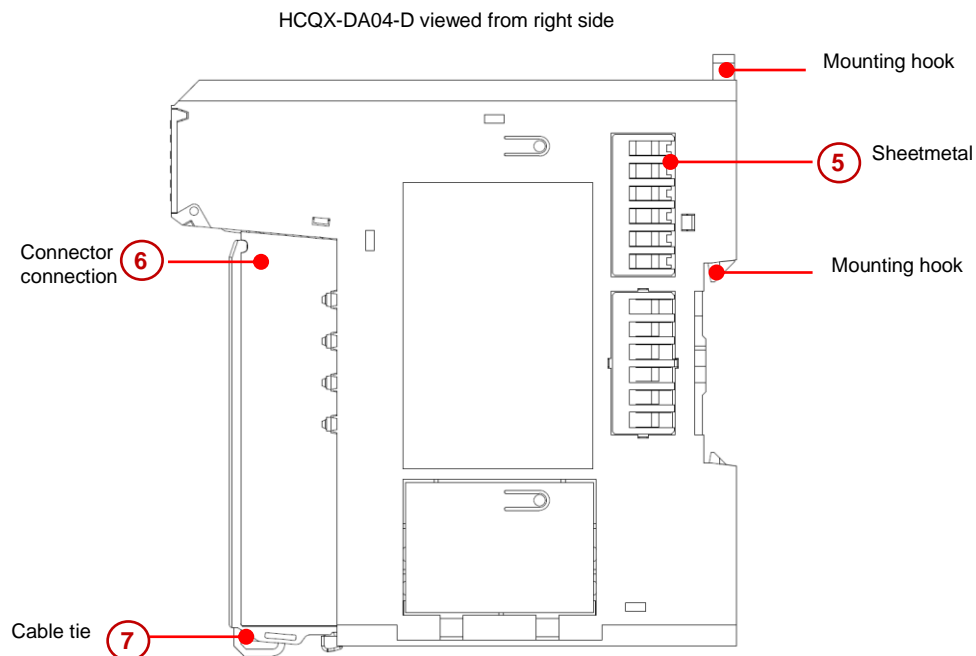 HCQX-DA04-D viewed from right side
Mounting hook
5 Sheetmetal
Connector
connection
6
Mounting hook
Cable tie 7